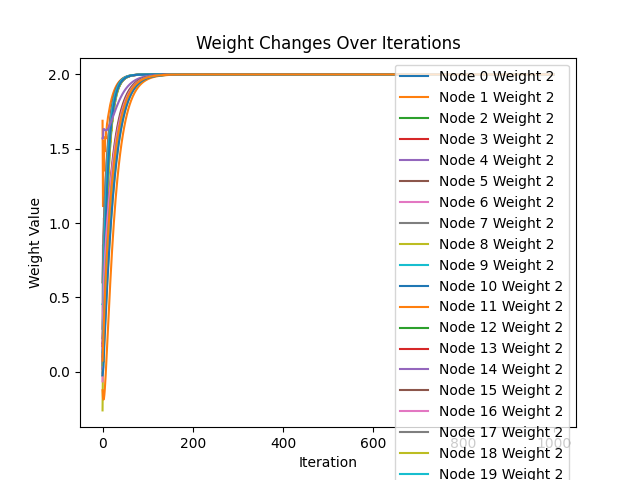 Weight Changes Over Iterations
Weight Value
2.0
1.5
1.0
0.5
0.0
0
200
400
600
800
1000
Iteration
Node 0 Weight 2
Node 1 Weight 2
Node 2 Weight 2
Node 3 Weight 2
Node 4 Weight 2
Node 5 Weight 2
Node 6 Weight 2
Node 7 Weight 2
Node 8 Weight 2
Node 9 Weight 2
Node 10 Weight 2
Node 11 Weight 2
Node 12 Weight 2
Node 13 Weight 2
Node 14 Weight 2
Node 15 Weight 2
Node 16 Weight 2
Node 17 Weight 2
Node 18 Weight 2
Node 19 Weight 2